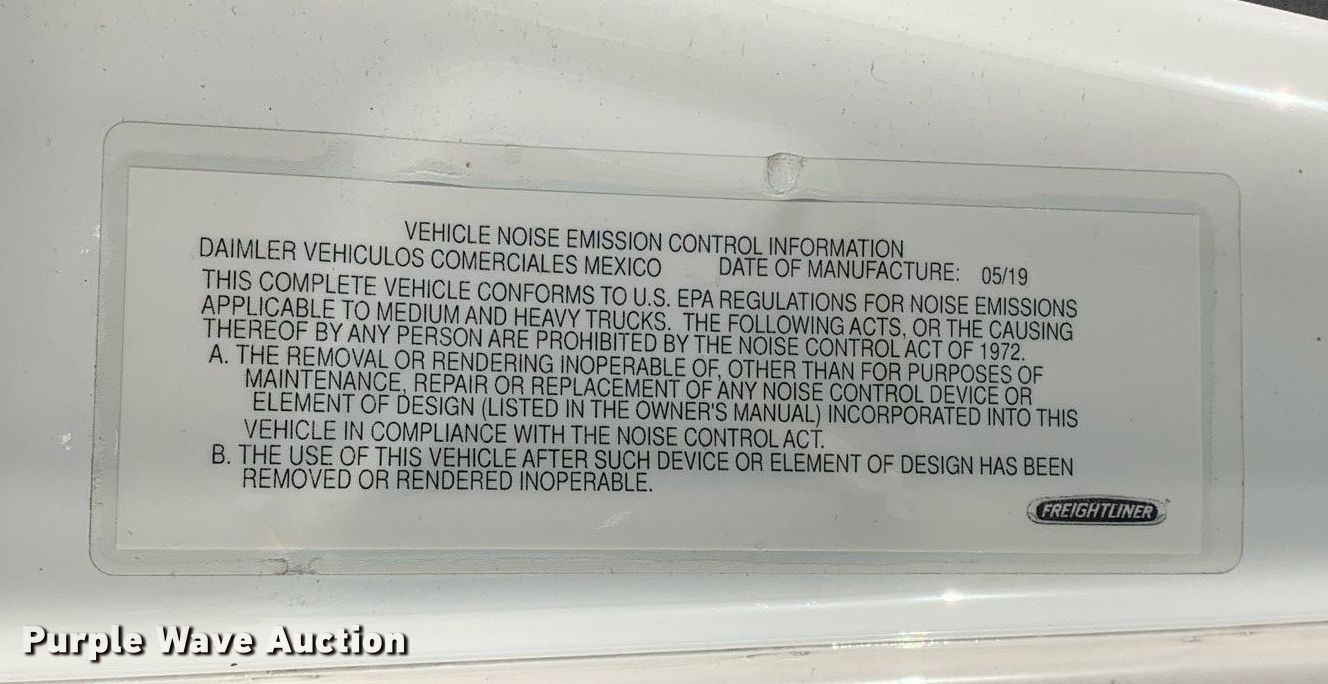 VEHICLE NOISE EMISSION CONTROL INFORMATION
DAIMLER VEHICULOS COMERCIALES MEXICO DATE OF MANUFACTURE: 05/19
THIS COMPLETE VEHICLE CONFORMS TO U.S. EPA REGULATIONS FOR NOISE EMISSIONS
APPLICABLE TO MEDIUM AND HEAVY TRUCKS. THE FOLLOWING ACTS, OR THE CAUSING
THEREOF BY ANY PERSON ARE PROHIBITED BY THE NOISE CONTROL ACT OF 1972.
A. THE REMOVAL OR RENDERING INOPERABLE OF, OTHER THAN FOR PURPOSES OF
MAINTENANCE, REPAIR OR REPLACEMENT OF ANY NOISE CONTROL DEVICE OR
ELEMENT OF DESIGN (LISTED IN THE OWNER'S MANUAL) INCORPORATED INTO THIS
VEHICLE IN COMPLIANCE WITH THE NOISE CONTROL ACT.
B. THE USE OF THIS VEHICLE AFTER SUCH DEVICE OR ELEMENT OF DESIGN HAS BEEN
REMOVED OR RENDERED INOPERABLE.
FREIGHTLINER
Purple Wave Auction